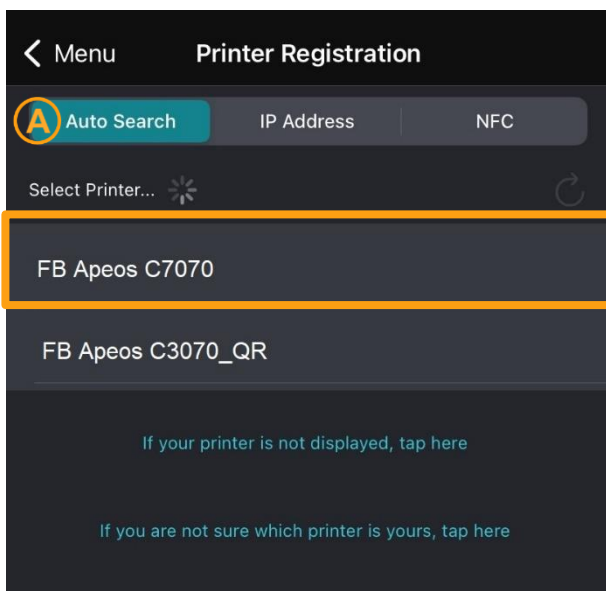 Menu Printer Registration
A Auto Search IP Address NFC
Select Printer...
FB Apeos C7070
FB Apeos C3070_QR
If your printer is not displayed, tap here
If you are not sure which printer is yours, tap here